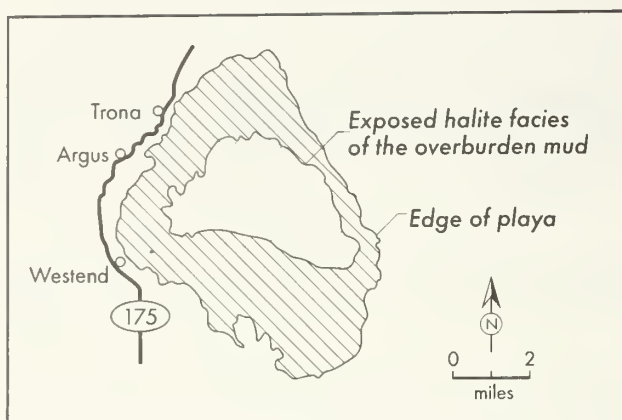 Trona
Argus
Westend
175
Exposed halite facies
of the overburden mud
Edge of playa
N
0 2
miles